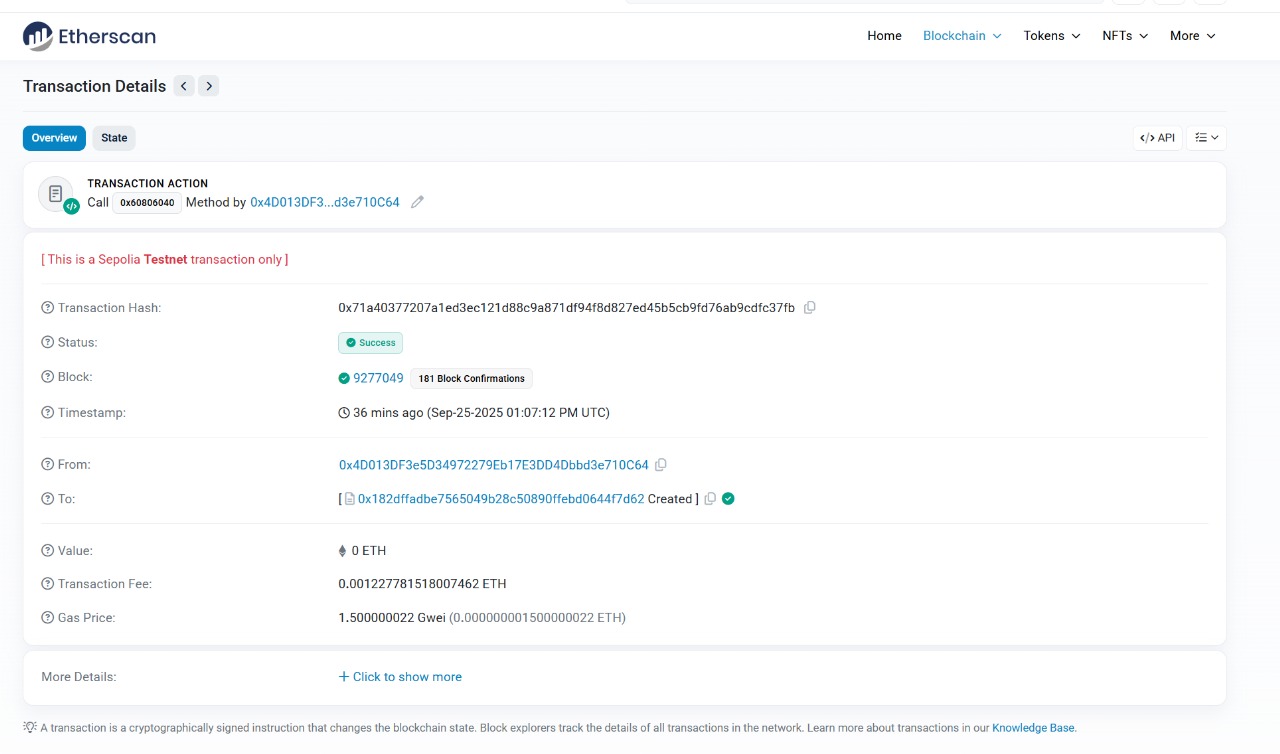 Etherscan
Home Blockchain Tokens NFTs More
Transaction Details
Overview State
</> API
TRANSACTION ACTION
Call 0x60806040 Method by 0x4D013DF3...d3e710C64
[ This is a Sepolia Testnet transaction only ]
Transaction Hash: 0x71a40377207a1ed3ec121d88c9a871df94f8d827ed45b5cb9fd76ab9cdfc37fb
Status: Success
Block: 9277049 181 Block Confirmations
Timestamp: 36 mins ago (Sep-25-2025 01:07:12 PM UTC)
From: 0x4D013DF3e5D34972279Eb17E3DD4Dbbd3e710C64
To: [ 0x182dffadbe7565049b28c50890ffebd0644f7d62 Created ]
Value: 0 ETH
Transaction Fee: 0.001227781518007462 ETH
Gas Price: 1.500000022 Gwei (0.000000001500000022 ETH)
More Details: + Click to show more
A transaction is a cryptographically signed instruction that changes the blockchain state. Block explorers track the details of all transactions in the network. Learn more about transactions in our Knowledge Base.